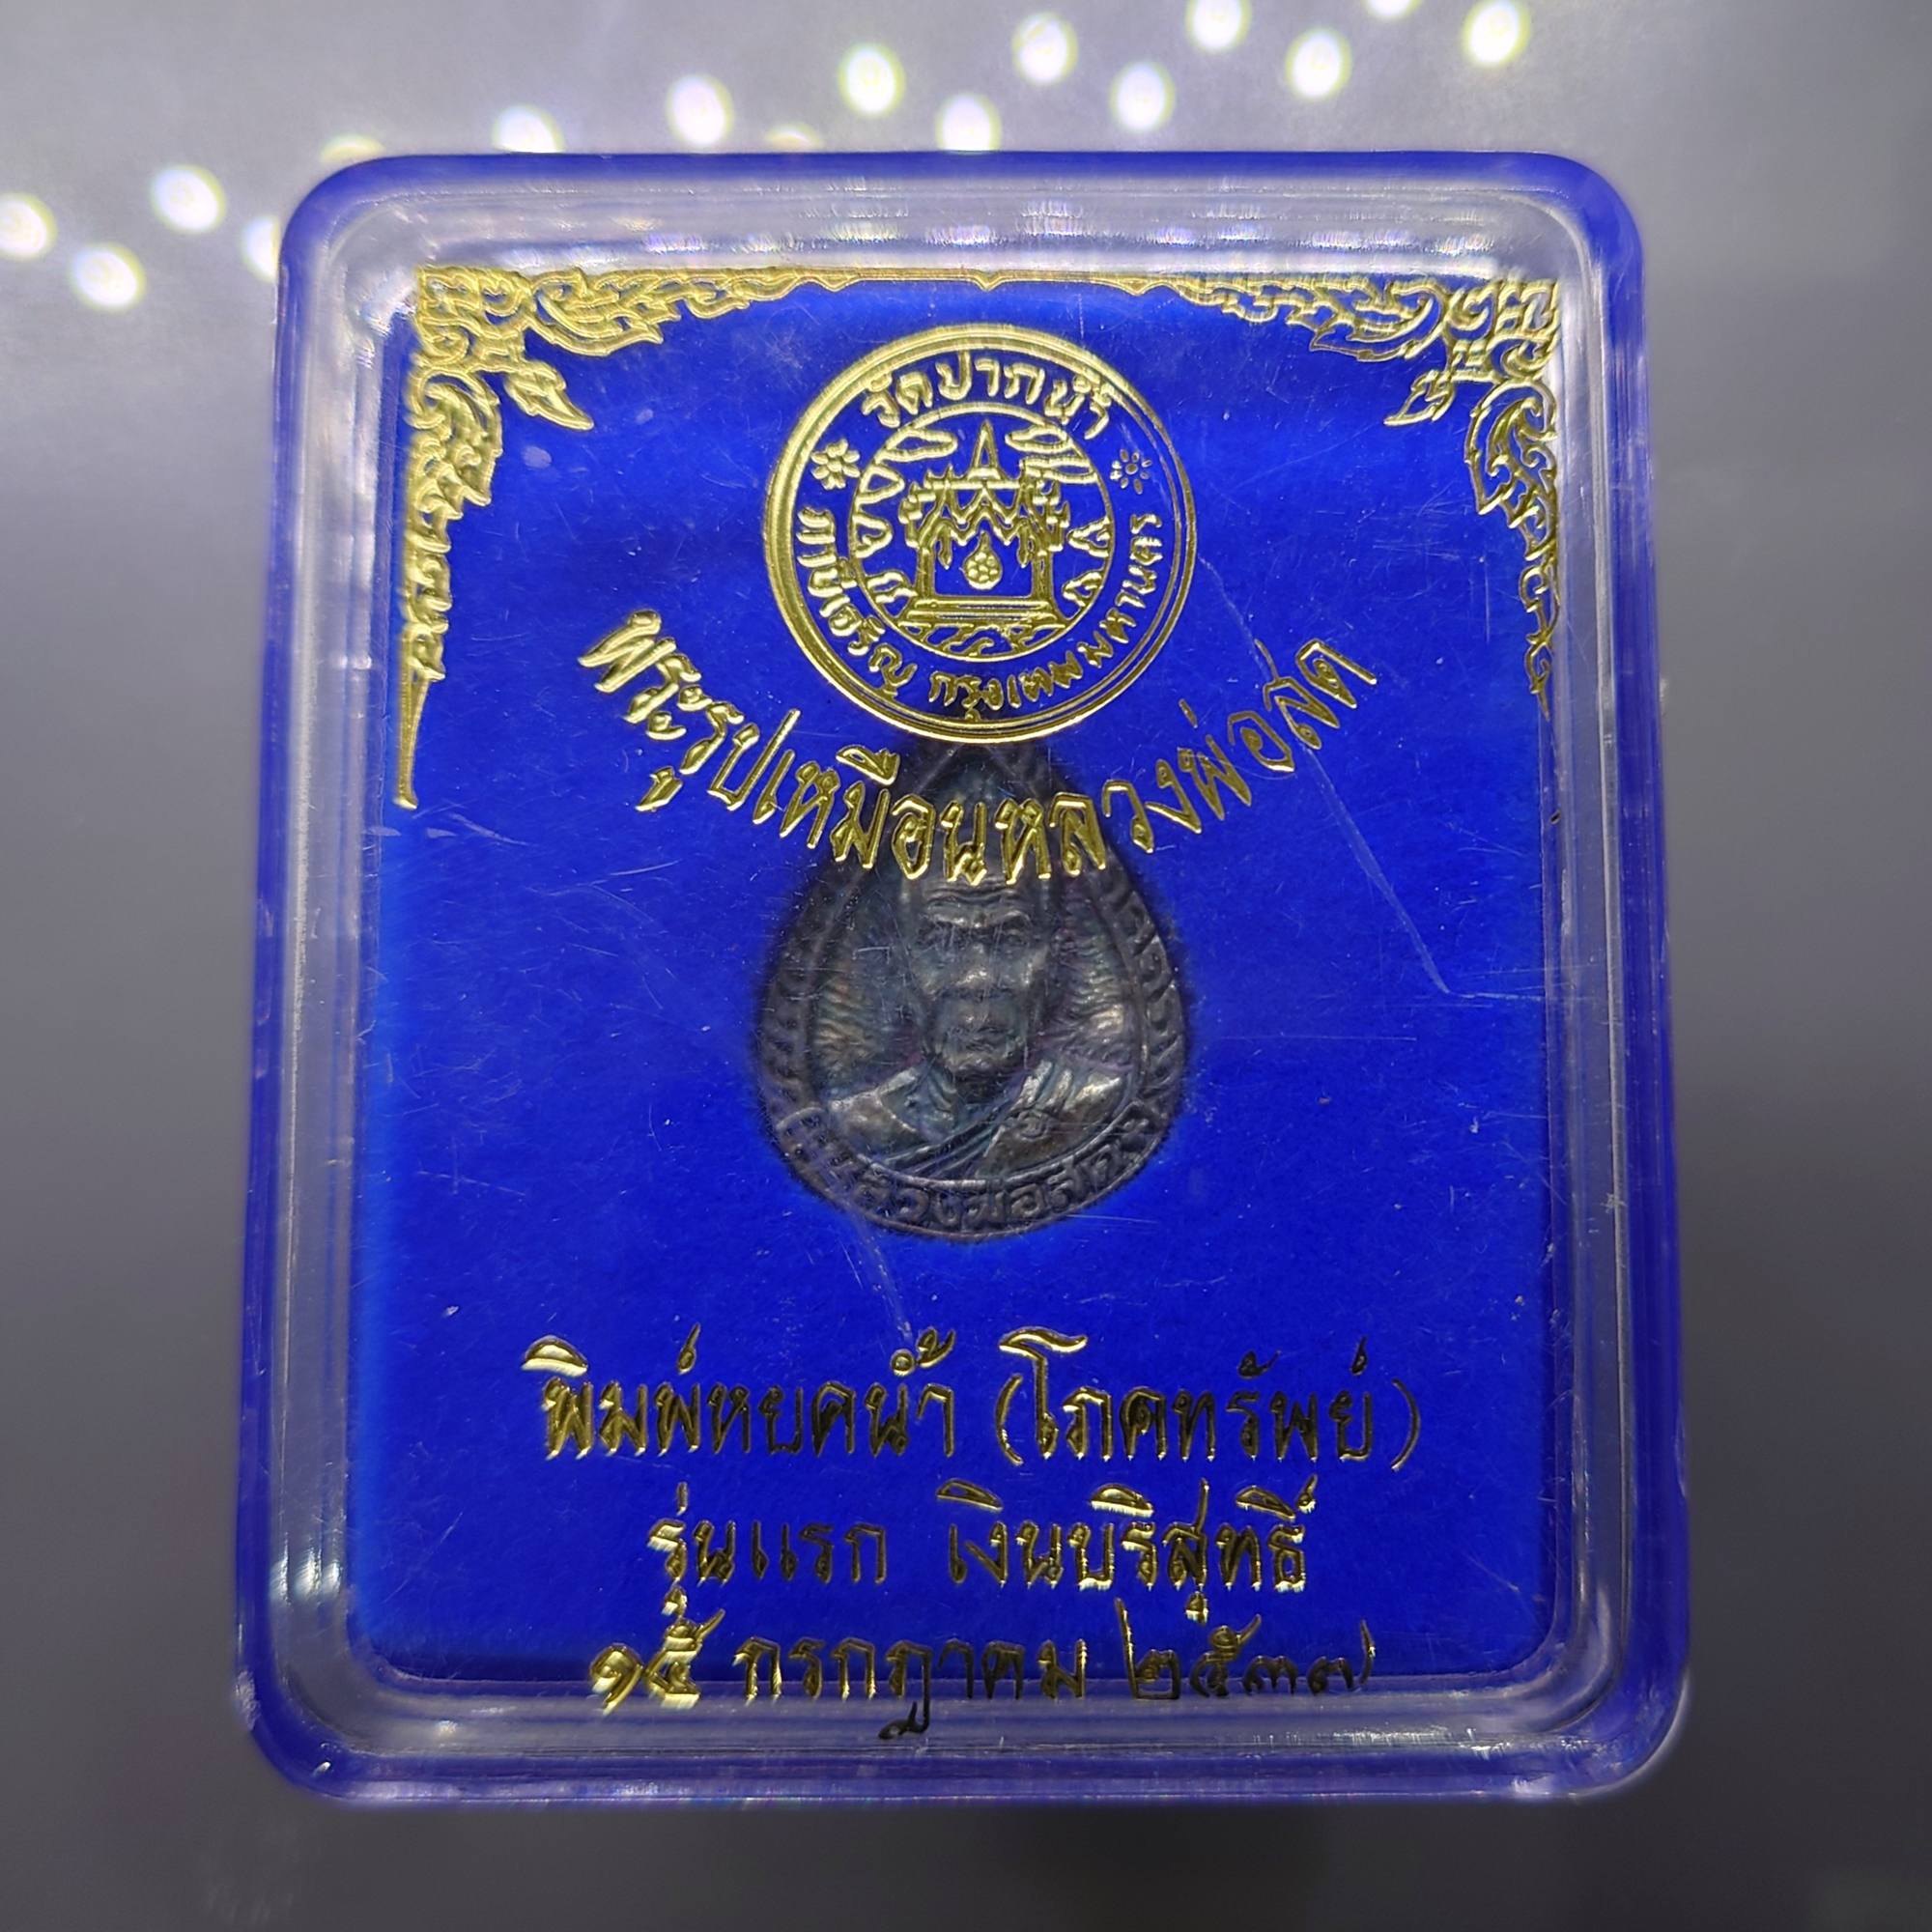 วัดปากน้ำ
ภาษีเจริญ กรุงเทพมหานคร
พระรูปเหมือนหลวงพ่อสด
หลวงพ่อสด
พิมพ์หยดน้ำ (โภคทรัพย์)
รุ่นแรก เงินบริสุทธิ์
๑๕ กรกฎาคม ๒๕๓๗